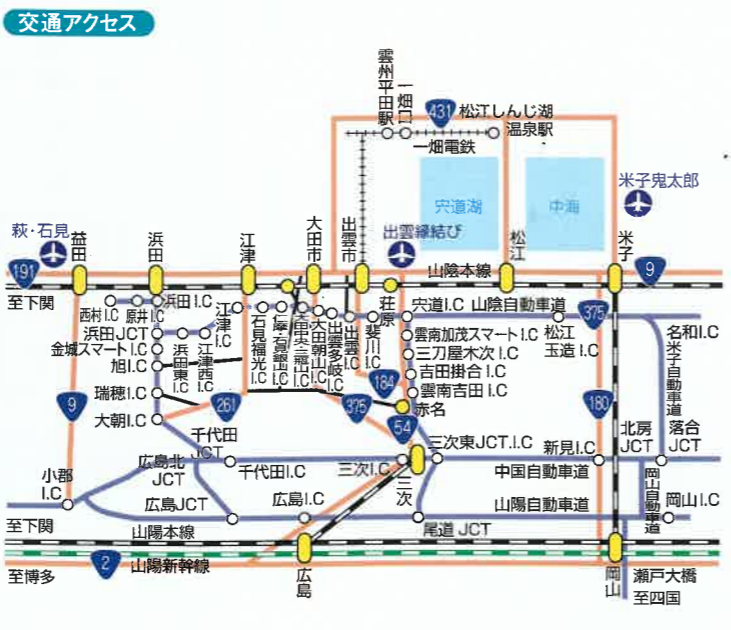 交通アクセス
雲州平田駅
一畑口
431
松江しんじ湖
温泉駅
一畑電鉄
宍道湖
中海
米子鬼太郎
萩・石見
益田
浜田
江津
大田市
出雲市
出雲縁結び
松江
米子
191
山陰本線
9
至下関
西村I.C
原井I.C
浜田I.C
江津I.C
石見福光I.C
仁摩・石見銀山I.C
大田中央・三瓶山I.C
大田朝山I.C
出雲多岐I.C
出雲I.C
斐川I.C
荘原
宍道I.C
山陰自動車道
375
松江
玉造I.C
名和I.C
米子自動車道
浜田JCT
浜田東I.C
江津西I.C
金城スマートI.C
旭I.C
瑞穂I.C
大朝I.C
雲南加茂スマートI.C
三刀屋木次I.C
吉田掛合I.C
雲南吉田I.C
184
赤名
9
261
375
54
180
千代田
JCT
広島北
JCT
千代田I.C
三次I.C
三次
三次東JCT.I.C
新見I.C
北房
JCT
落合
JCT
中国自動車道
小郡
I.C
広島JCT
広島I.C
山陽自動車道
岡山自動車道
岡山I.C
至下関
山陽本線
尾道JCT
至博多
2
山陽新幹線
広島
岡山
瀬戸大橋
至四国